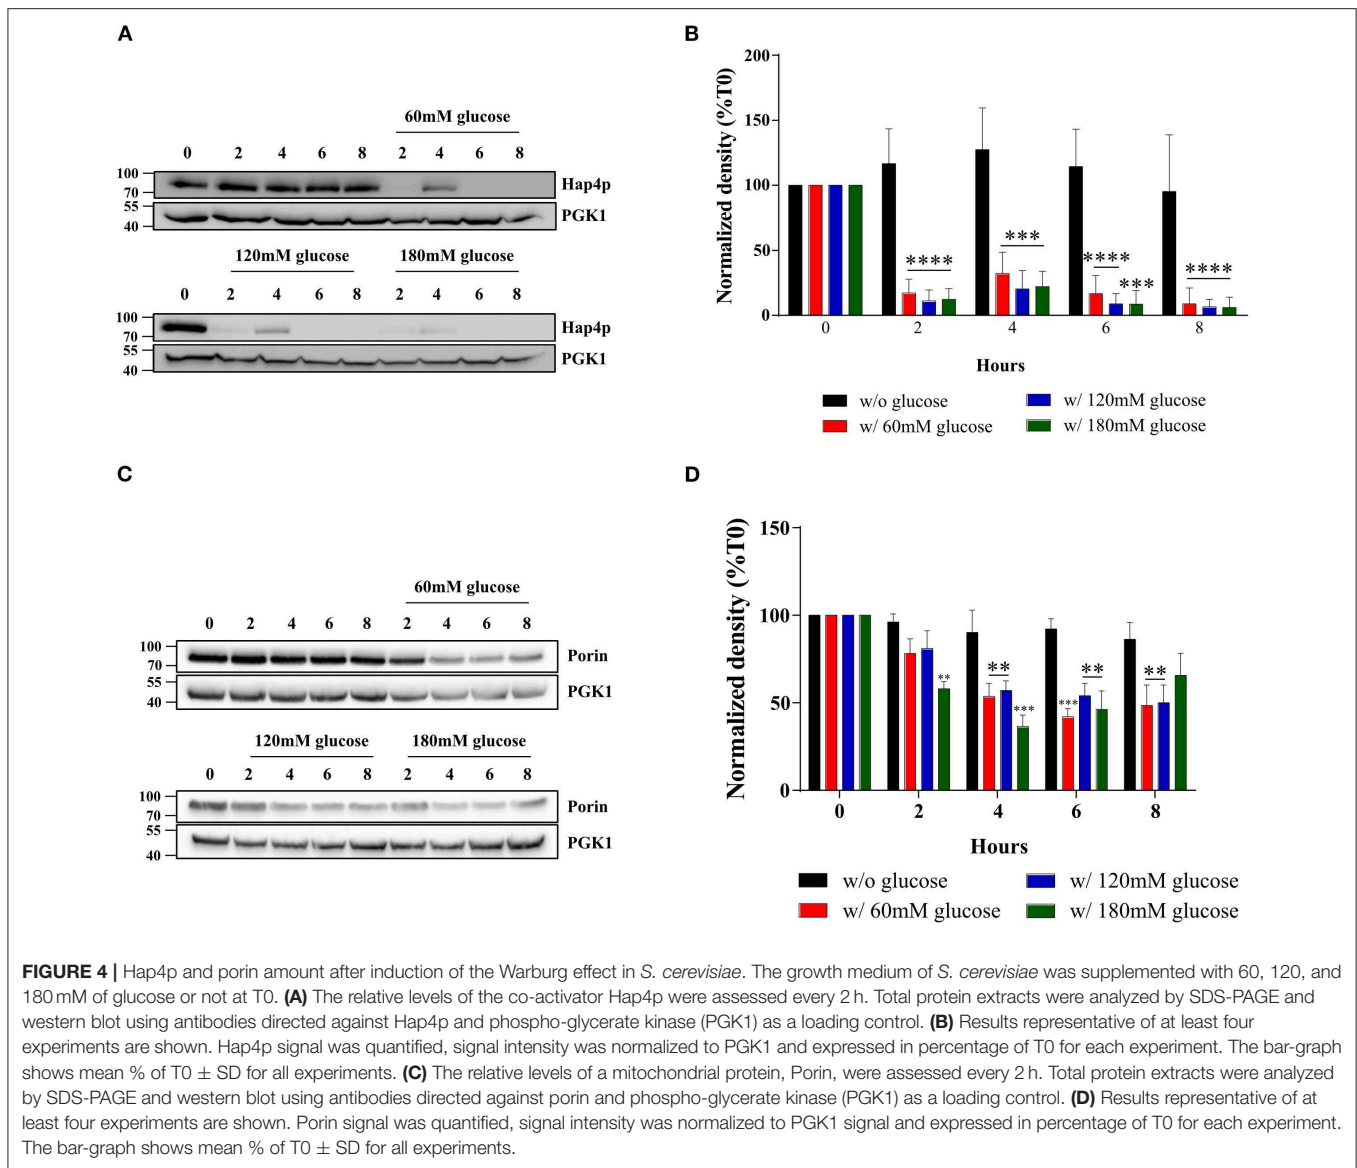 A
60mM glucose
0 2 4 6 8 2 4 6 8
100
70
Hap4p
55
40
PGK1
120mM glucose 180mM glucose
0 2 4 6 8 2 4 6 8
100
70
Hap4p
55
40
PGK1
B
Normalized density (%T0)
200
150
100
50
0
****
***
****
***
****
0 2 4 6 8
Hours
w/o glucose
w/ 120mM glucose
w/ 60mM glucose
w/ 180mM glucose
C
60mM glucose
0 2 4 6 8 2 4 6 8
100
70
Porin
55
40
PGK1
120mM glucose 180mM glucose
0 2 4 6 8 2 4 6 8
100
70
Porin
55
40
PGK1
D
Normalized density (%T0)
150
100
50
0
**
**
***
***
**
**
0 2 4 6 8
Hours
w/o glucose
w/ 120mM glucose
w/ 60mM glucose
w/ 180mM glucose
FIGURE 4 | Hap4p and porin amount after induction of the Warburg effect in S. cerevisiae. The growth medium of S. cerevisiae was supplemented with 60, 120, and
180 mM of glucose or not at T0. (A) The relative levels of the co-activator Hap4p were assessed every 2 h. Total protein extracts were analyzed by SDS-PAGE and
western blot using antibodies directed against Hap4p and phospho-glycerate kinase (PGK1) as a loading control. (B) Results representative of at least four
experiments are shown. Hap4p signal was quantified, signal intensity was normalized to PGK1 and expressed in percentage of T0 for each experiment. The bar-graph
shows mean % of T0 ± SD for all experiments. (C) The relative levels of a mitochondrial protein, Porin, were assessed every 2 h. Total protein extracts were analyzed
by SDS-PAGE and western blot using antibodies directed against porin and phospho-glycerate kinase (PGK1) as a loading control. (D) Results representative of at
least four experiments are shown. Porin signal was quantified, signal intensity was normalized to PGK1 signal and expressed in percentage of T0 for each experiment.
The bar-graph shows mean % of T0 ± SD for all experiments.